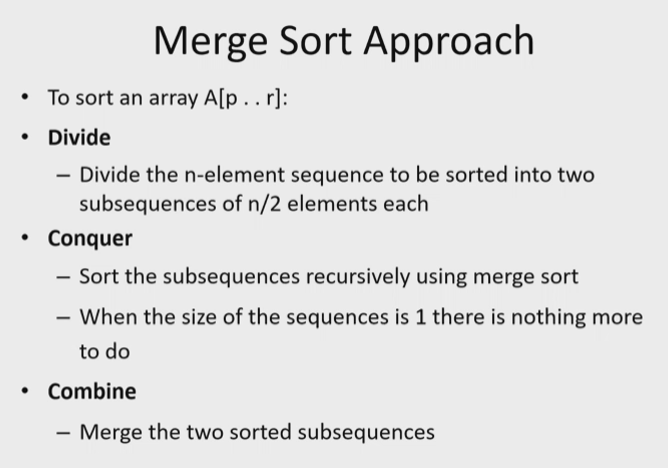 Merge Sort Approach
• To sort an array A[p . . r]:
• Divide
– Divide the n-element sequence to be sorted into two
subsequences of n/2 elements each
• Conquer
– Sort the subsequences recursively using merge sort
– When the size of the sequences is 1 there is nothing more
to do
• Combine
– Merge the two sorted subsequences